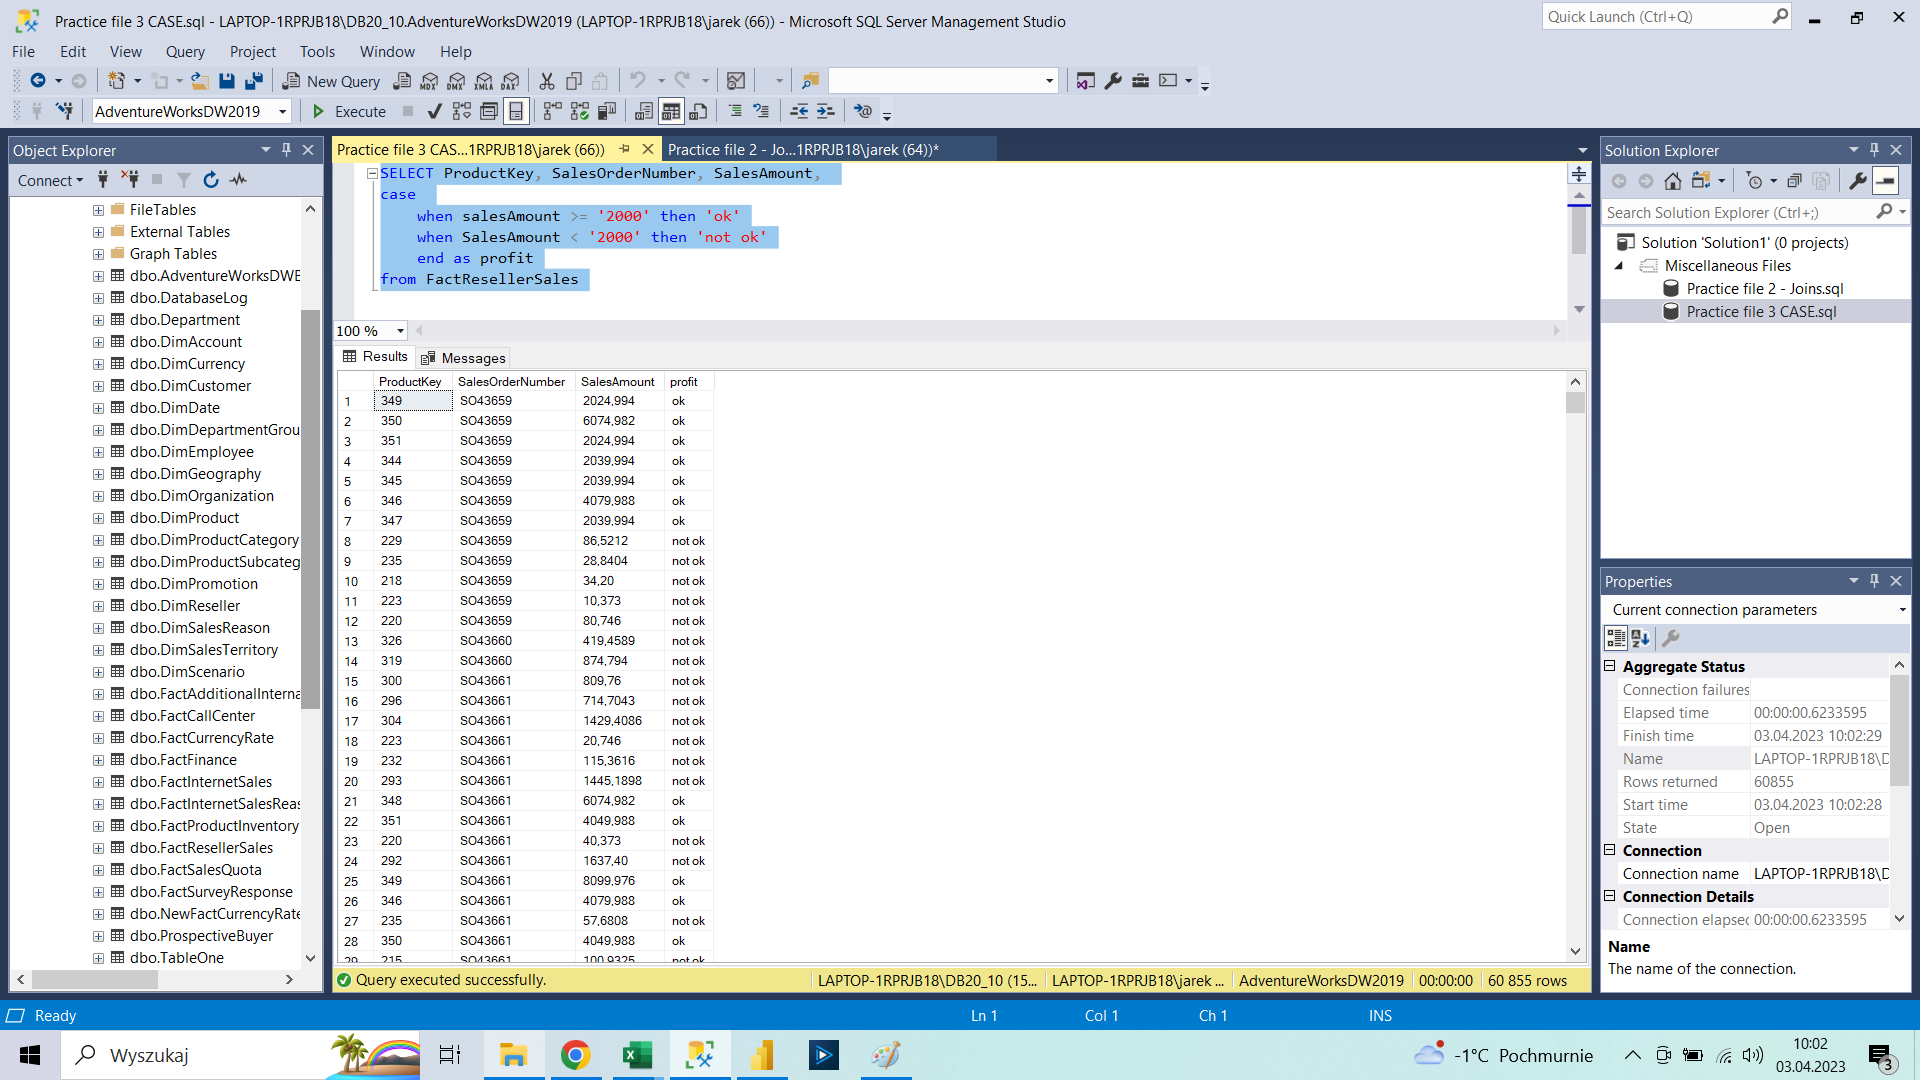 Practice file 3 CASE.sql - LAPTOP-1RPRJB18\DB20_10.AdventureWorksDW2019 (LAPTOP-1RPRJB18\jarek (66)) - Microsoft SQL Server Management Studio
Quick Launch (Ctrl+Q)
File Edit View Query Project Tools Window Help
New Query MDX DMX XMLA DAX
AdventureWorksDW2019 Execute
Object Explorer
Connect
FileTables
External Tables
Graph Tables
dbo.AdventureWorksDWE
dbo.DatabaseLog
dbo.Department
dbo.DimAccount
dbo.DimCurrency
dbo.DimCustomer
dbo.DimDate
dbo.DimDepartmentGrou
dbo.DimEmployee
dbo.DimGeography
dbo.DimOrganization
dbo.DimProduct
dbo.DimProductCategory
dbo.DimProductSubcateg
dbo.DimPromotion
dbo.DimReseller
dbo.DimSalesReason
dbo.DimSalesTerritory
dbo.DimScenario
dbo.FactAdditionalInterna
dbo.FactCallCenter
dbo.FactCurrencyRate
dbo.FactFinance
dbo.FactInternetSales
dbo.FactInternetSalesReas
dbo.FactProductInventory
dbo.FactResellerSales
dbo.FactSalesQuota
dbo.FactSurveyResponse
dbo.NewFactCurrencyRate
dbo.ProspectiveBuyer
dbo.TableOne
Practice file 3 CAS...1RPRJB18\jarek (66)) Practice file 2 - Jo...1RPRJB18\jarek (64))*
SELECT ProductKey, SalesOrderNumber, SalesAmount,
case
when salesAmount >= '2000' then 'ok'
when SalesAmount < '2000' then 'not ok'
end as profit
from FactResellerSales
100 %
Results Messages
ProductKey SalesOrderNumber SalesAmount profit
1 349 SO43659 2024,994 ok
2 350 SO43659 6074,982 ok
3 351 SO43659 2024,994 ok
4 344 SO43659 2039,994 ok
5 345 SO43659 2039,994 ok
6 346 SO43659 4079,988 ok
7 347 SO43659 2039,994 ok
8 229 SO43659 86,5212 not ok
9 235 SO43659 28,8404 not ok
10 218 SO43659 34,20 not ok
11 223 SO43659 10,373 not ok
12 220 SO43659 80,746 not ok
13 326 SO43660 419,4589 not ok
14 319 SO43660 874,794 not ok
15 300 SO43661 809,76 not ok
16 296 SO43661 714,7043 not ok
17 304 SO43661 1429,4086 not ok
18 223 SO43661 20,746 not ok
19 232 SO43661 115,3616 not ok
20 293 SO43661 1445,1898 not ok
21 348 SO43661 6074,982 ok
22 351 SO43661 4049,988 ok
23 220 SO43661 40,373 not ok
24 292 SO43661 1637,40 not ok
25 349 SO43661 8099,976 ok
26 346 SO43661 4079,988 ok
27 235 SO43661 57,6808 not ok
28 350 SO43661 4049,988 ok
29 215 SO43661 100,9325 not ok
Query executed successfully. LAPTOP-1RPRJB18\DB20_10 (15... LAPTOP-1RPRJB18\jarek ... AdventureWorksDW2019 00:00:00 60 855 rows
Solution Explorer
Search Solution Explorer (Ctrl+;)
Solution 'Solution1' (0 projects)
Miscellaneous Files
Practice file 2 - Joins.sql
Practice file 3 CASE.sql
Properties
Current connection parameters
Aggregate Status
Connection failures
Elapsed time 00:00:00.6233595
Finish time 03.04.2023 10:02:29
Name LAPTOP-1RPRJB18\D
Rows returned 60855
Start time 03.04.2023 10:02:28
State Open
Connection
Connection name LAPTOP-1RPRJB18\D
Connection Details
Connection elapsec 00:00:00.6233595
Name
The name of the connection.
Ready Ln 1 Col 1 Ch 1 INS
Wyszukaj
-1°C Pochmurnie
10:02
03.04.2023
3